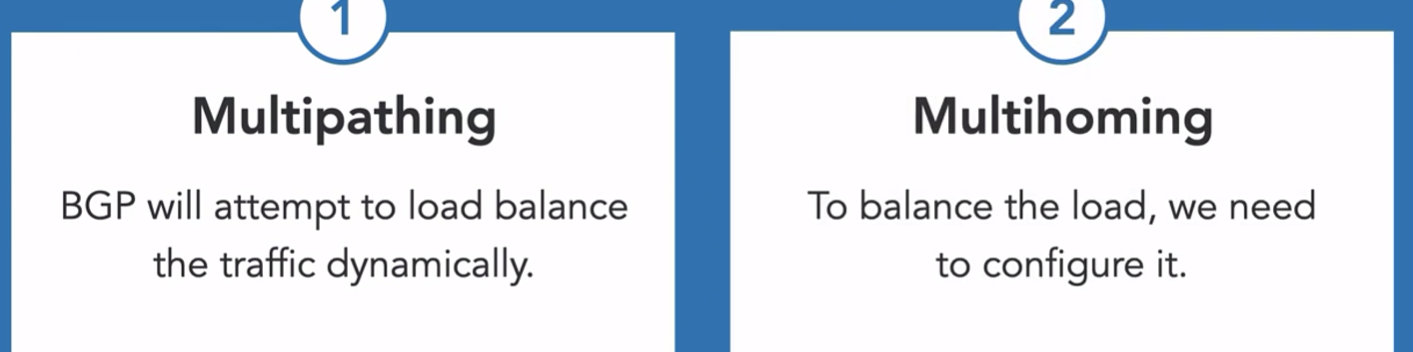 1
Multipathing
BGP will attempt to load balance
the traffic dynamically.
2
Multihoming
To balance the load, we need
to configure it.